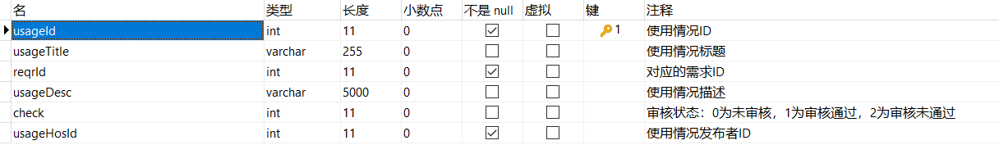 名 类型 长度 小数点 不是 null 虚拟 键 注释
usageId int 11 0 1 使用情况ID
usageTitle varchar 255 0 使用情况标题
reqrId int 11 0 对应的需求ID
usageDesc varchar 5000 0 使用情况描述
check int 11 0 审核状态：0为未审核，1为审核通过，2为审核未通过
usageHosId int 11 0 使用情况发布者ID